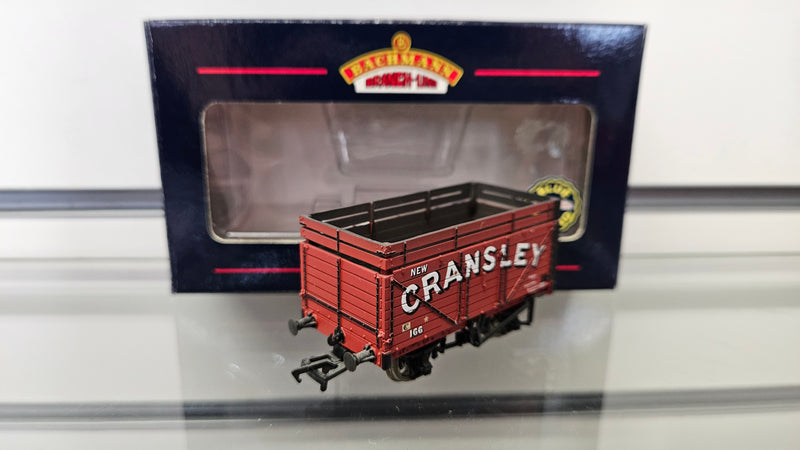 BACHMANN
BRANCH-LINE
NEW
CRANSLEY
C
166